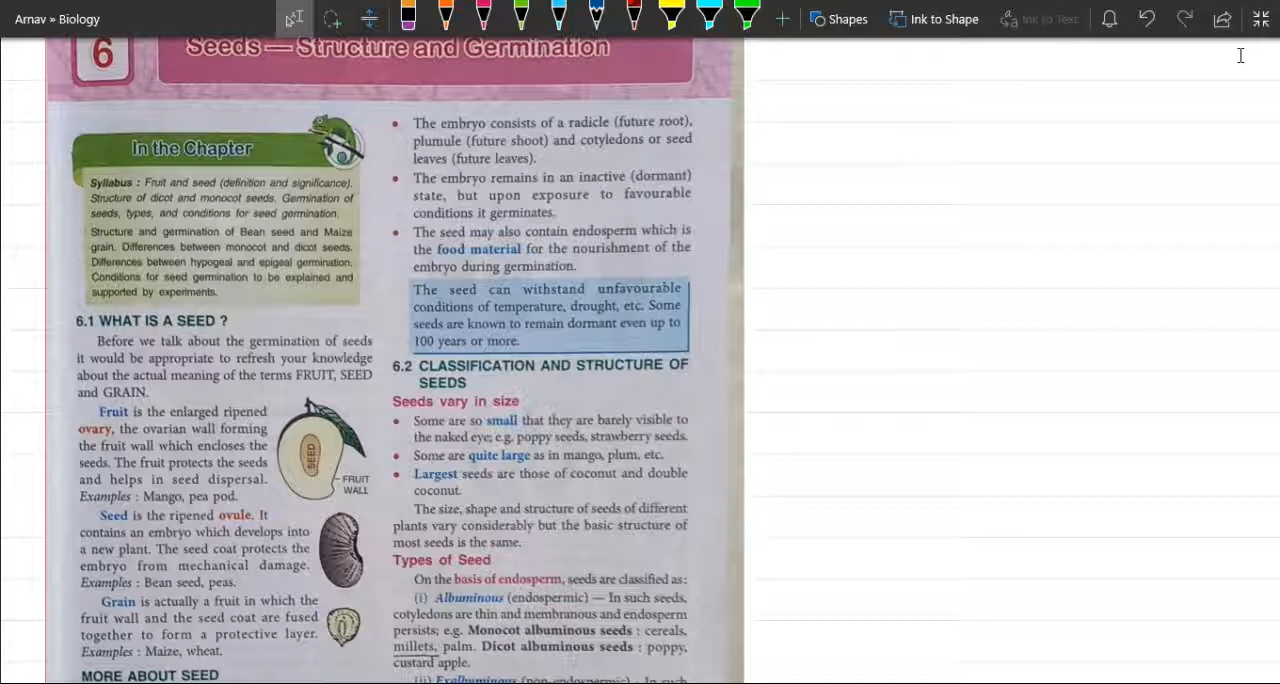 Arnav » Biology
Shapes
Ink to Shape
Ink to Text
6
Seeds — Structure and Germination
In the Chapter
Syllabus : Fruit and seed (definition and significance).
Structure of dicot and monocot seeds. Germination of
seeds, types, and conditions for seed germination.
Structure and germination of Bean seed and Maize
grain. Differences between monocot and dicot seeds.
Differences between hypogeal and epigeal germination.
Conditions for seed germination to be explained and
supported by experiments.
6.1 WHAT IS A SEED ?
Before we talk about the germination of seeds
it would be appropriate to refresh your knowledge
about the actual meaning of the terms FRUIT, SEED
and GRAIN.
Fruit is the enlarged ripened
ovary, the ovarian wall forming
the fruit wall which encloses the
seeds. The fruit protects the seeds
and helps in seed dispersal.
Examples : Mango, pea pod.
SEED
FRUIT
WALL
Seed is the ripened ovule. It
contains an embryo which develops into
a new plant. The seed coat protects the
embryo from mechanical damage.
Examples : Bean seed, peas.
Grain is actually a fruit in which the
fruit wall and the seed coat are fused
together to form a protective layer.
Examples : Maize, wheat.
MORE ABOUT SEED
• The embryo consists of a radicle (future root),
plumule (future shoot) and cotyledons or seed
leaves (future leaves).
• The embryo remains in an inactive (dormant)
state, but upon exposure to favourable
conditions it germinates.
• The seed may also contain endosperm which is
the food material for the nourishment of the
embryo during germination.
The seed can withstand unfavourable
conditions of temperature, drought, etc. Some
seeds are known to remain dormant even up to
100 years or more.
6.2 CLASSIFICATION AND STRUCTURE OF
SEEDS
Seeds vary in size
• Some are so small that they are barely visible to
the naked eye; e.g. poppy seeds, strawberry seeds.
• Some are quite large as in mango, plum, etc.
• Largest seeds are those of coconut and double
coconut.
The size, shape and structure of seeds of different
plants vary considerably but the basic structure of
most seeds is the same.
Types of Seed
On the basis of endosperm, seeds are classified as:
(i) Albuminous (endospermic) — In such seeds,
cotyledons are thin and membranous and endosperm
persists; e.g. Monocot albuminous seeds : cereals,
millets, palm. Dicot albuminous seeds : poppy,
custard apple.
(ii) Exalbuminous (non-endospermic) - In such